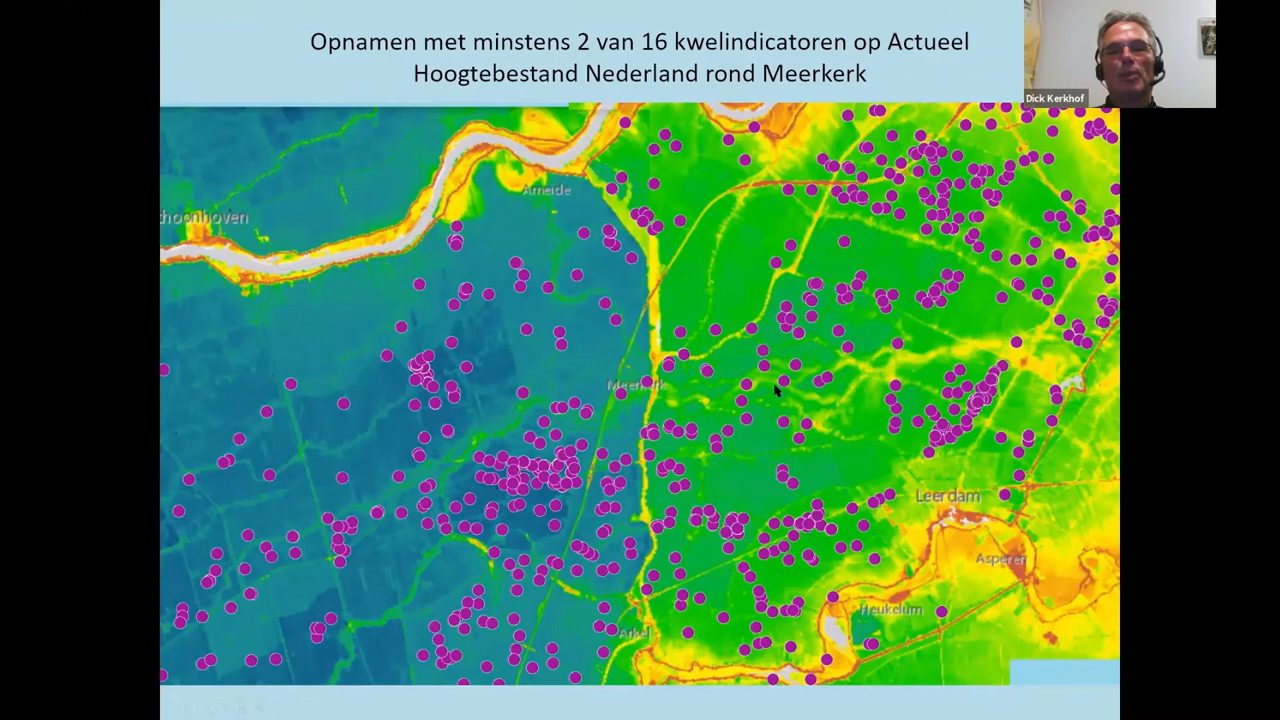 Opnamen met minstens 2 van 16 kwelindicatoren op Actueel
Hoogtebestand Nederland rond Meerkerk
Dick Kerkhof
Ameide
choonhoven
Meerkerk
Leerdam
Asperen
Heukelum
Arkel